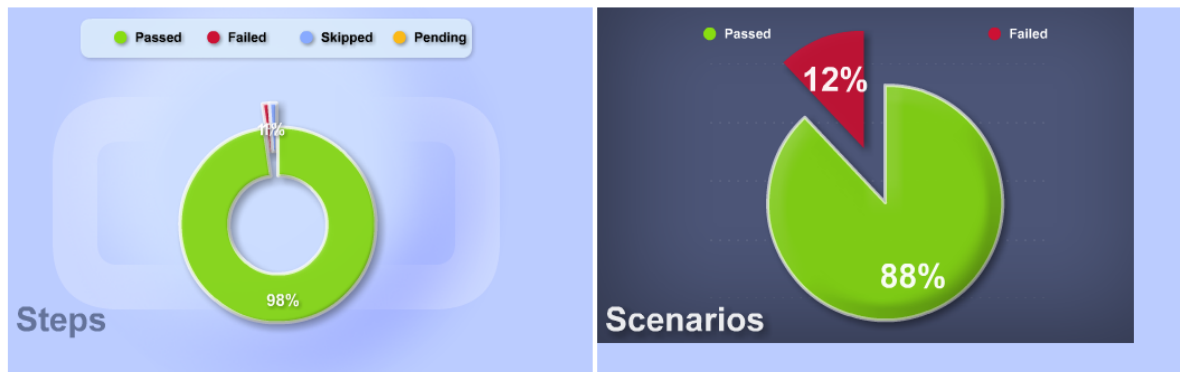 Passed Failed Skipped Pending
98%
Steps
Passed Failed
12%
88%
Scenarios